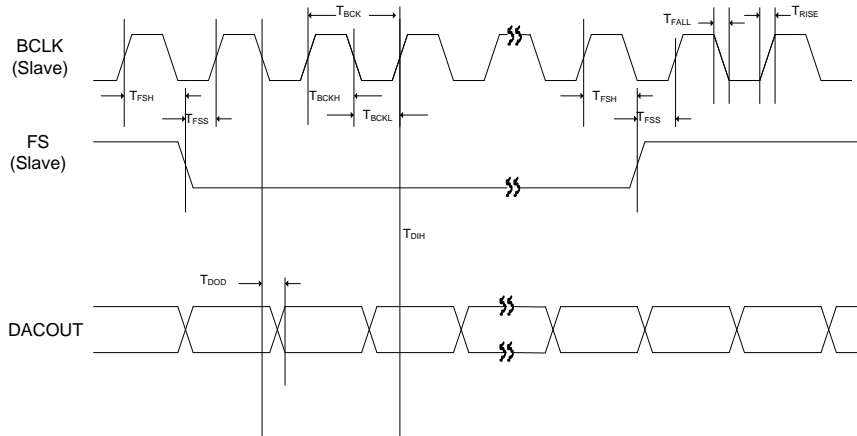 TBCK
TFALL
TRISE
BCLK
(Slave)
TFSH
TBCKH
TFSH
TFSS
TBCKL
TFSS
FS
(Slave)
TDIH
TDOD
DACOUT